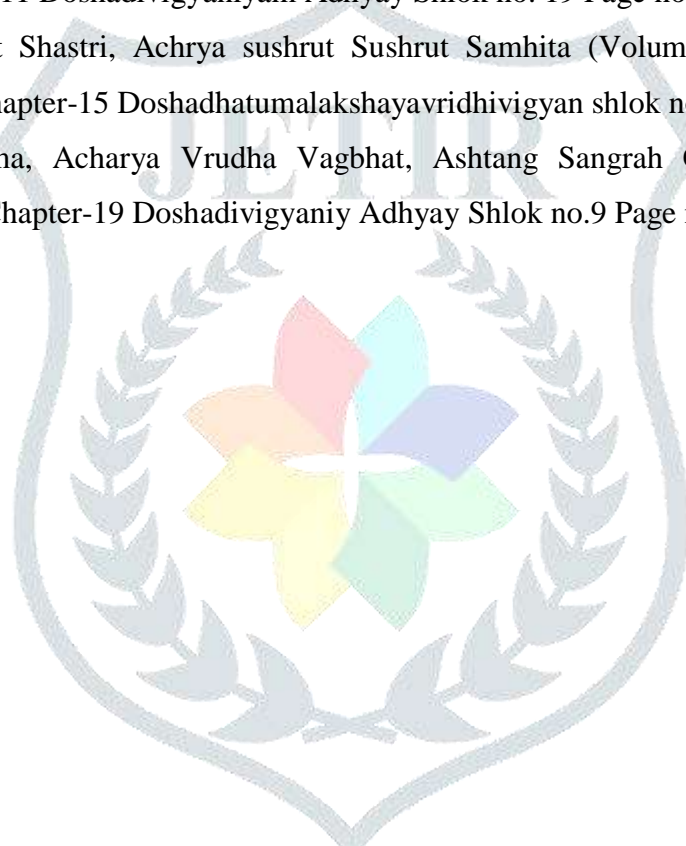 Doshadivigyaniyam Adhyay Shlok no. 19 Page no
t Shastri, Achrya sushrut Sushrut Samhita (Volum
hapter-15 Doshadhatumalakshayavridhivigyan shlok n
na, Acharya Vrudha Vagbhat, Ashtang Sangrah
Chapter-19 Doshadivigyaniy Adhyay Shlok no.9 Page
JETIR